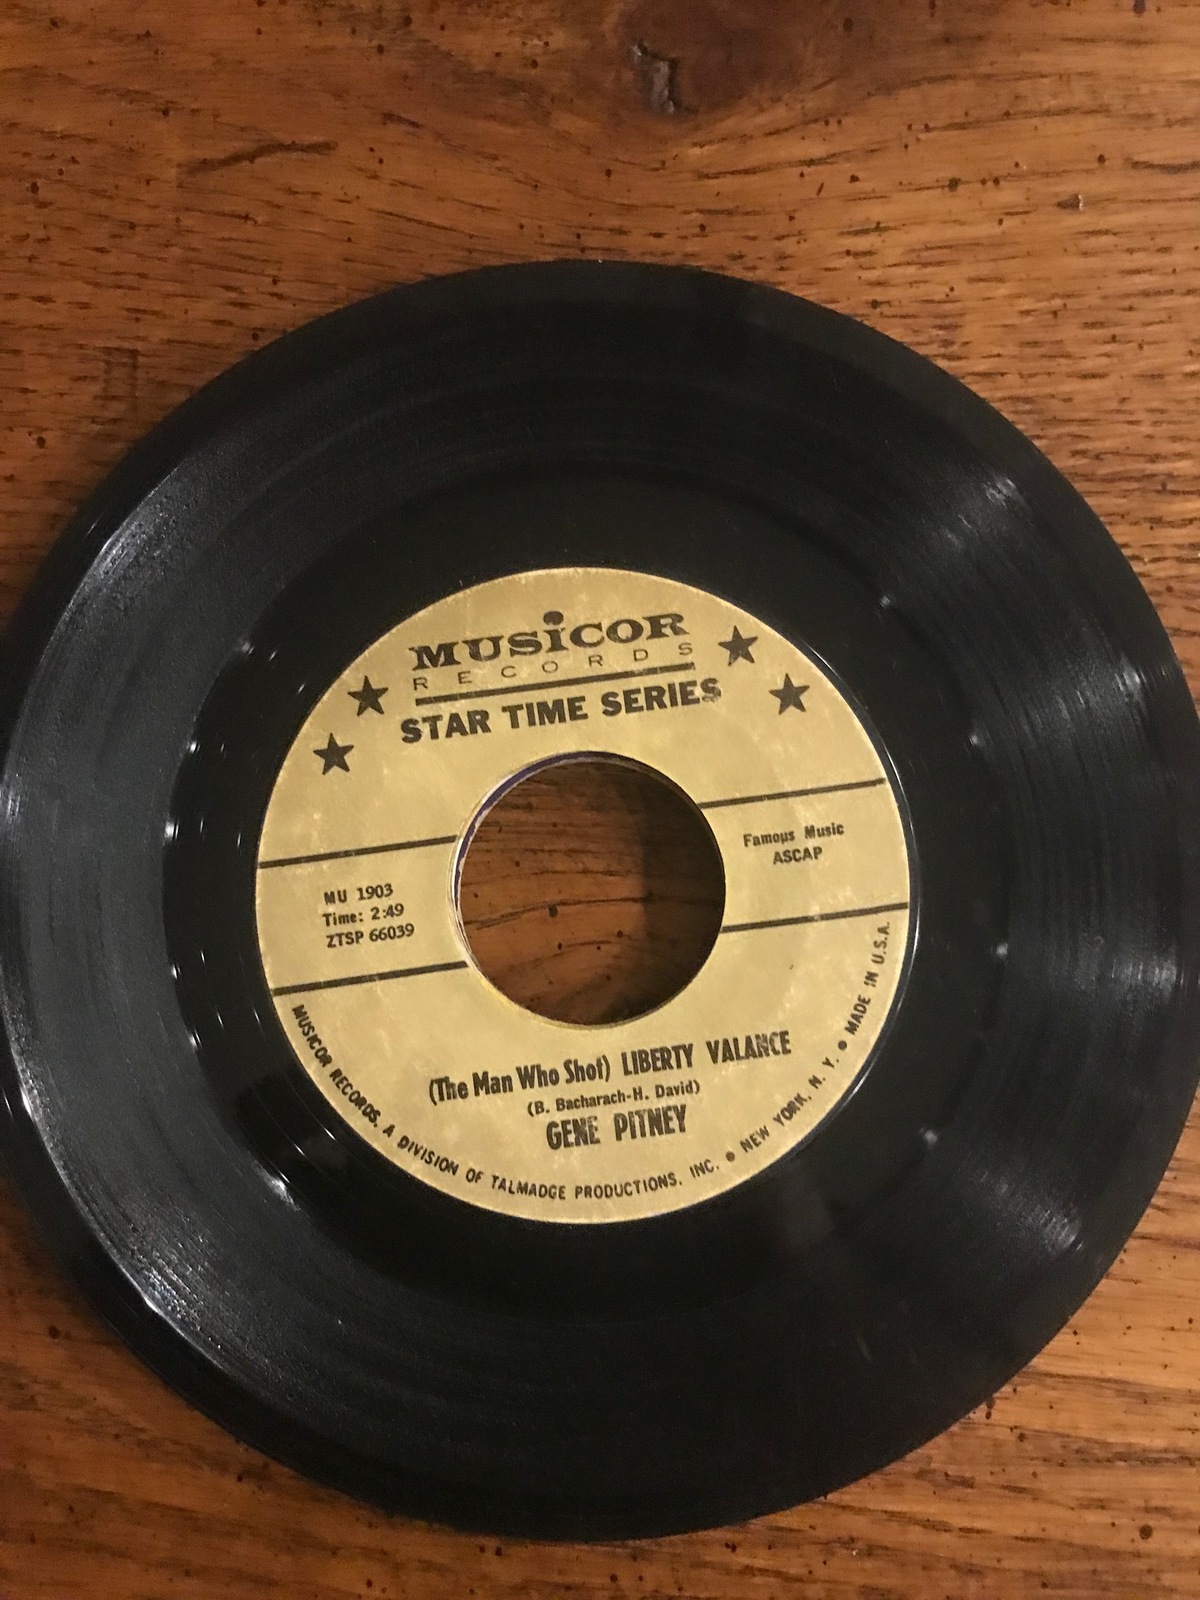 MUSiCOR
RECORDS
STAR TIME SERIES
MU 1903
Time: 2:49
ZTSP 66039
Famous Music
ASCAP
(The Man Who Shot) LIBERTY VALANCE
(B. Bacharach-H. David)
GENE PITNEY
MUSICOR RECORDS, A DIVISION OF TALMADGE PRODUCTIONS, INC. ● NEW YORK, N. Y. ● MADE IN U.S.A.